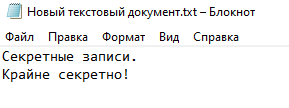 Новый текстовый документ.txt – Блокнот
Файл Правка Формат Вид Справка
Секретные записи.
Крайне секретно!